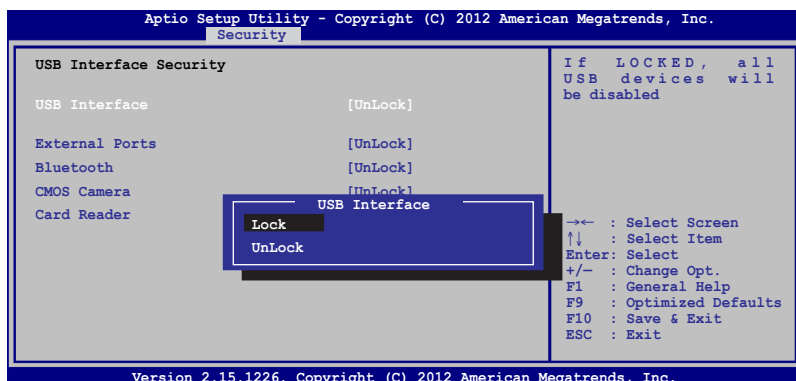 Aptio Setup Utility - Copyright (C) 2012 American Megatrends, Inc.
Security
USB Interface Security
USB Interface [UnLock]
External Ports [UnLock]
Bluetooth [UnLock]
CMOS Camera [UnLock]
Card Reader
USB Interface
Lock
UnLock
If LOCKED, all
USB devices will
be disabled
→← : Select Screen
↑↓ : Select Item
Enter: Select
+/— : Change Opt.
F1 : General Help
F9 : Optimized Defaults
F10 : Save & Exit
ESC : Exit
Version 2.15.1226. Copyright (C) 2012 American Megatrends, Inc.